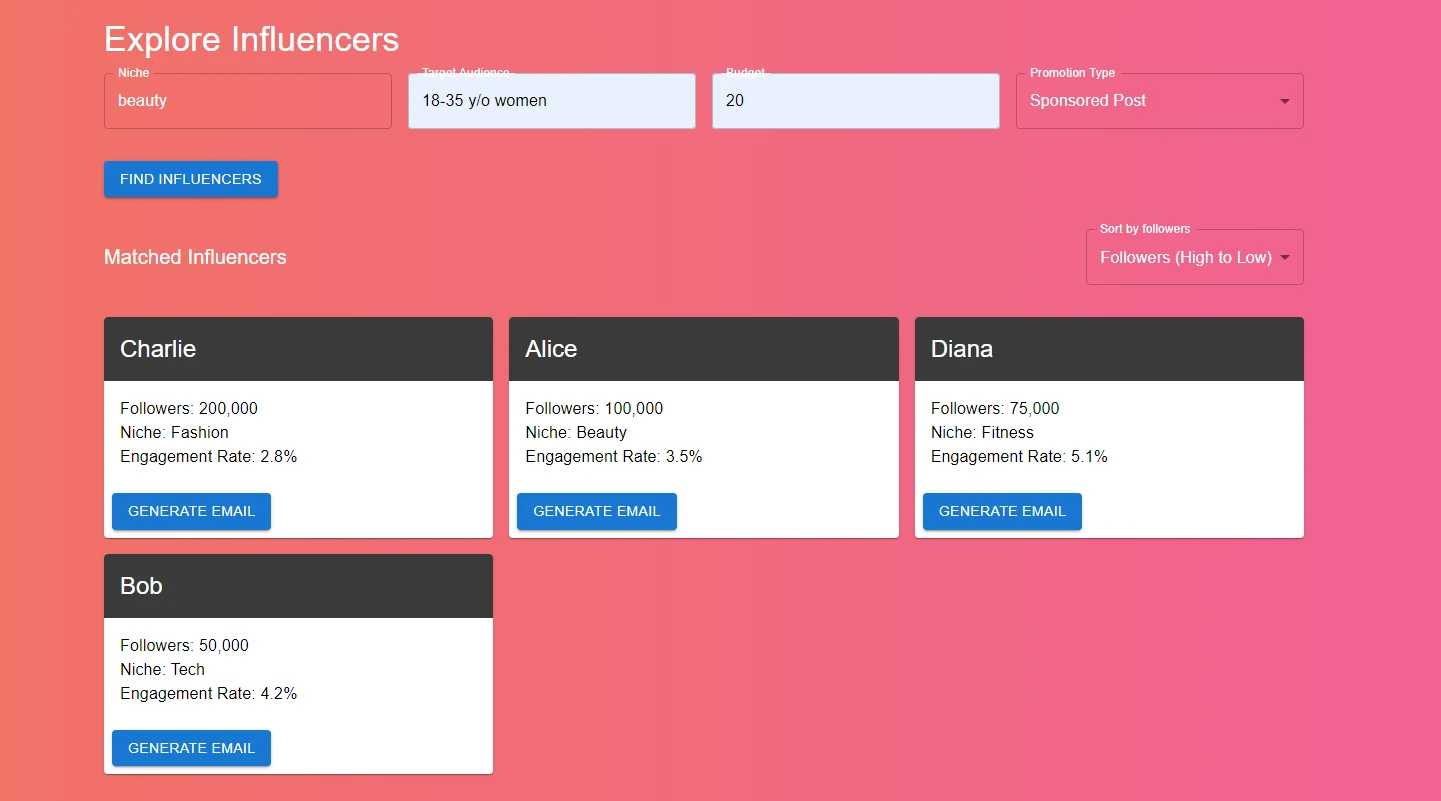 Explore Influencers
Niche
Target Audience
Budget
Promotion Type
beauty
18-35 y/o women
20
Sponsored Post
FIND INFLUENCERS
Sort by followers
Matched Influencers
Followers (High to Low)
Charlie
Followers: 200,000
Niche: Fashion
Engagement Rate: 2.8%
GENERATE EMAIL
Alice
Followers: 100,000
Niche: Beauty
Engagement Rate: 3.5%
GENERATE EMAIL
Diana
Followers: 75,000
Niche: Fitness
Engagement Rate: 5.1%
GENERATE EMAIL
Bob
Followers: 50,000
Niche: Tech
Engagement Rate: 4.2%
GENERATE EMAIL